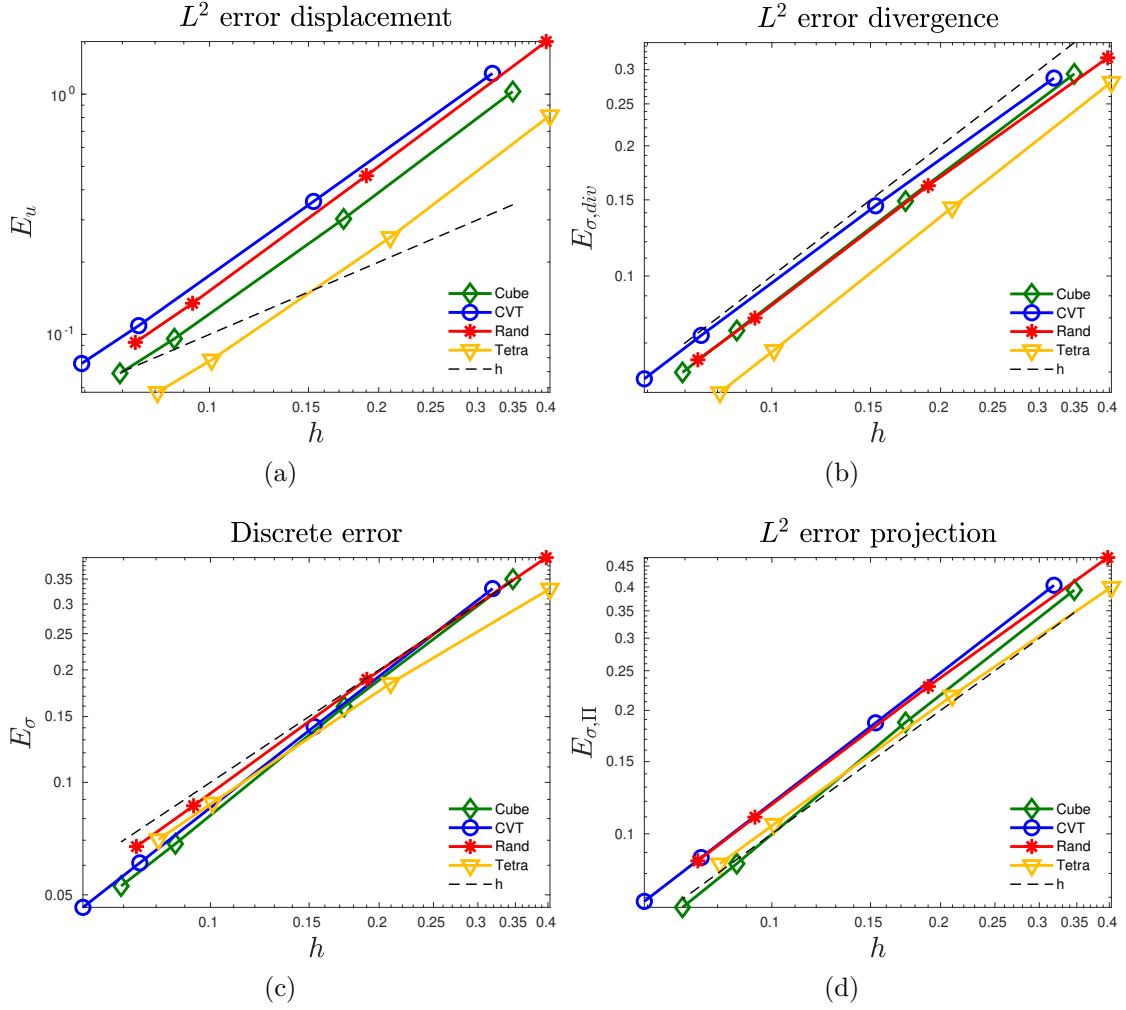 L² error displacement
E_u
10⁰
10⁻¹
0.1 0.15 0.2 0.25 0.3 0.35 0.4
h
Cube
CVT
Rand
Tetra
h
(a)
L² error divergence
E_{σ,div}
0.3
0.25
0.2
0.15
0.1
0.1 0.15 0.2 0.25 0.3 0.35 0.4
h
Cube
CVT
Rand
Tetra
h
(b)
Discrete error
E_σ
0.35
0.3
0.25
0.2
0.15
0.1
0.05
0.1 0.15 0.2 0.25 0.3 0.35 0.4
h
Cube
CVT
Rand
Tetra
h
(c)
L² error projection
E_{σ,Π}
0.45
0.4
0.35
0.3
0.25
0.2
0.15
0.1
0.1 0.15 0.2 0.25 0.3 0.35 0.4
h
Cube
CVT
Rand
Tetra
h
(d)